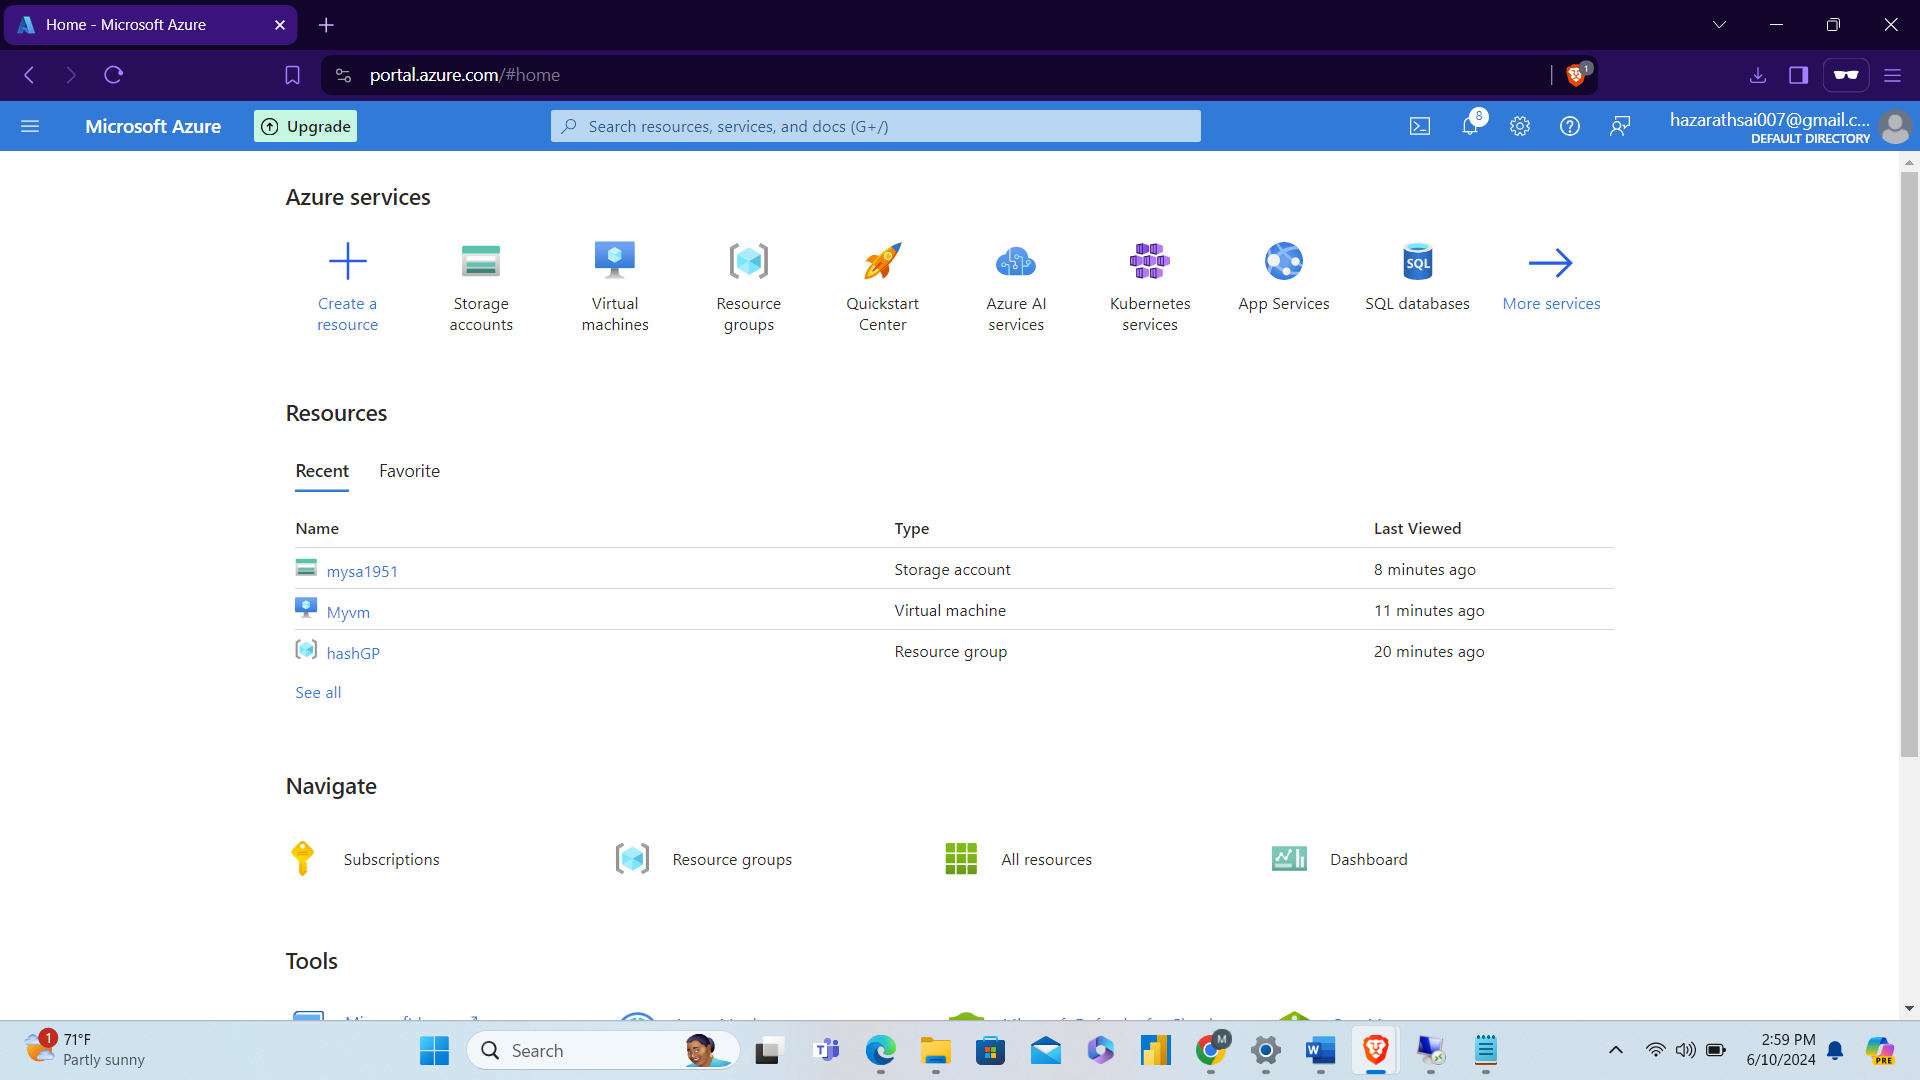 Home - Microsoft Azure
portal.azure.com/#home
1
Microsoft Azure
Upgrade
Search resources, services, and docs (G+/)
8
hazarathsai007@gmail.c...
DEFAULT DIRECTORY
Azure services
Create a resource
Storage accounts
Virtual machines
Resource groups
Quickstart Center
Azure AI services
Kubernetes services
App Services
SQL
SQL databases
More services
Resources
Recent Favorite
Name Type Last Viewed
mysa1951 Storage account 8 minutes ago
Myvm Virtual machine 11 minutes ago
hashGP Resource group 20 minutes ago
See all
Navigate
Subscriptions Resource groups All resources Dashboard
Tools
1
71°F
Partly sunny
Search
M
2:59 PM
6/10/2024
PRE